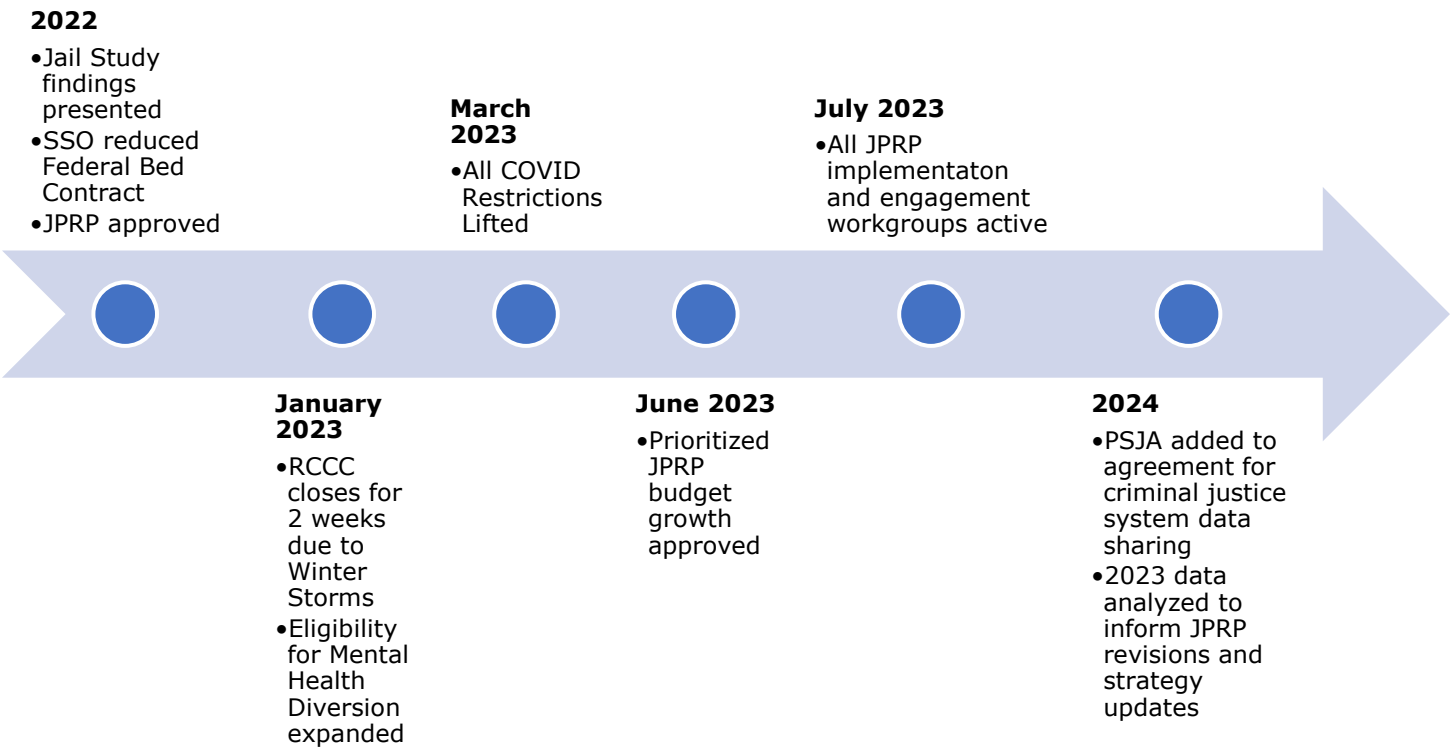 2022
•Jail Study
findings
presented
•SSO reduced
Federal Bed
Contract
•JPRP approved
January
2023
•RCCC
closes for
2 weeks
due to
Winter
Storms
•Eligibility
for Mental
Health
Diversion
expanded
March
2023
•All COVID
Restrictions
Lifted
June 2023
•Prioritized
JPRP
budget
growth
approved
July 2023
•All JPRP
implementaton
and engagement
workgroups active
2024
•PSJA added to
agreement for
criminal justice
system data
sharing
•2023 data
analyzed to
inform JPRP
revisions and
strategy
updates